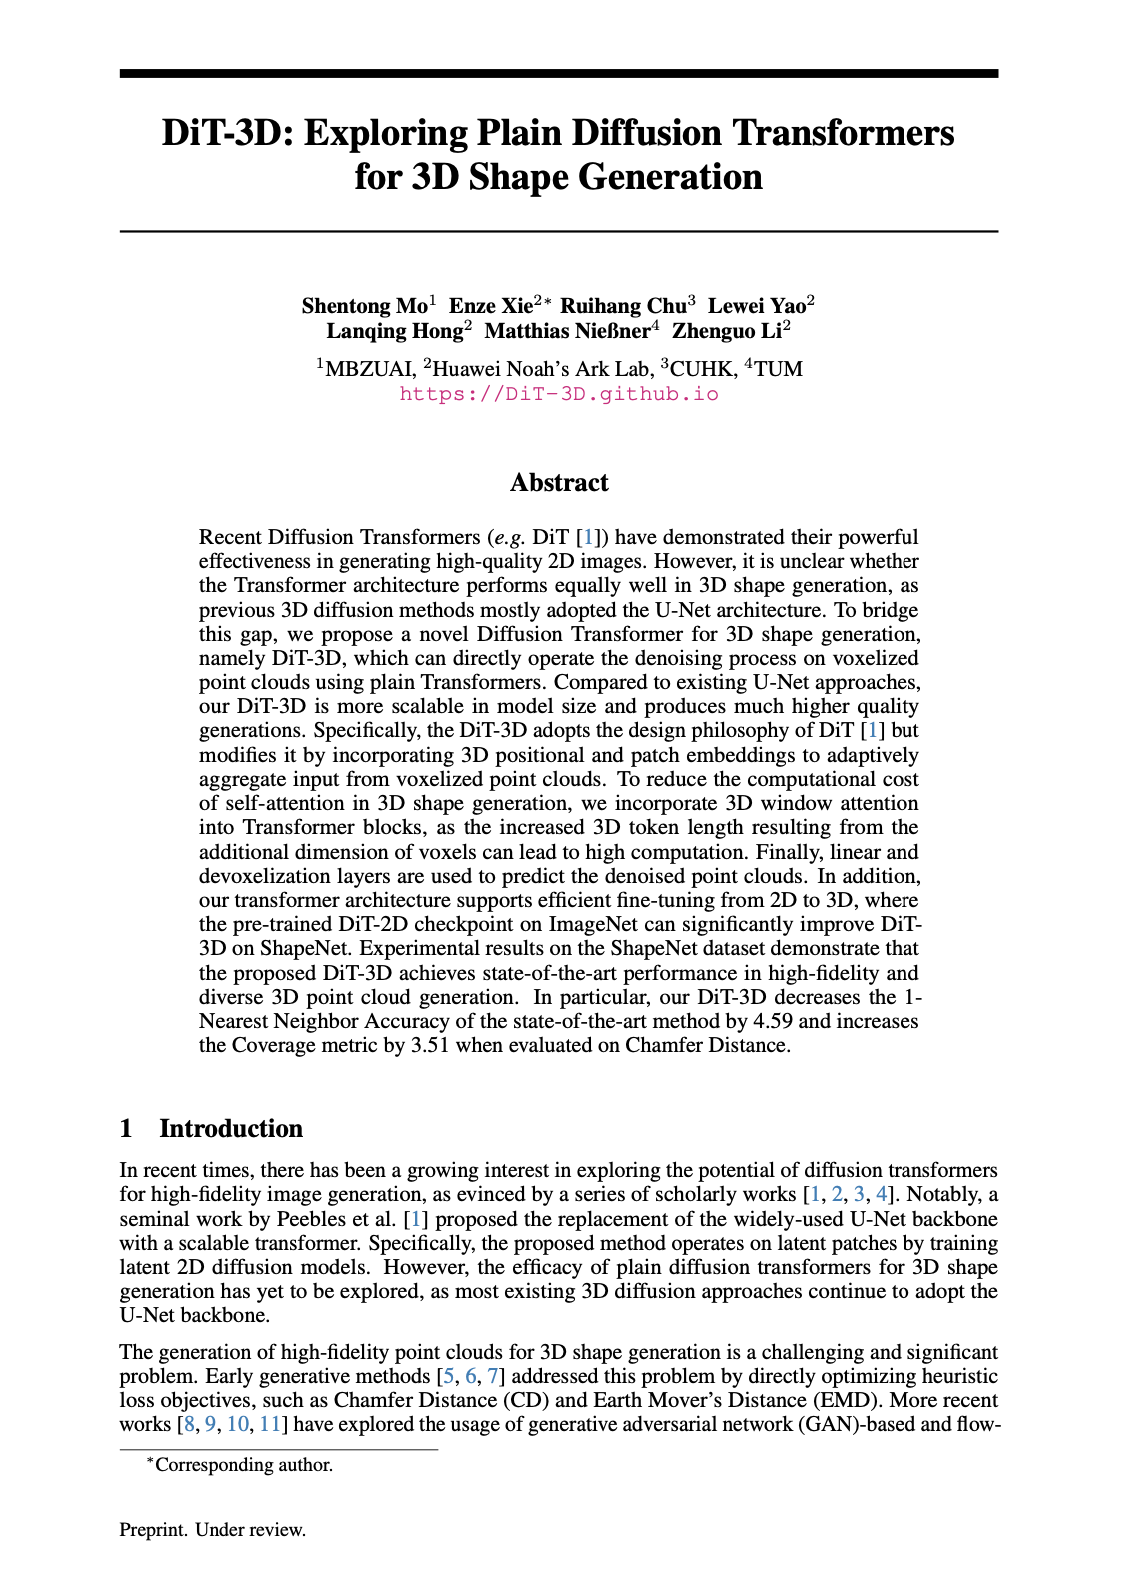 DiT-3D: Exploring Plain Diffusion Transformers
for 3D Shape Generation
Shentong Mo1 Enze Xie2* Ruihang Chu3 Lewei Yao2
Lanqing Hong2 Matthias Nießner4 Zhenguo Li2
1MBZUAI, 2Huawei Noah's Ark Lab, 3CUHK, 4TUM
https://DiT-3D.github.io
Abstract
Recent Diffusion Transformers (e.g. DiT [1]) have demonstrated their powerful
effectiveness in generating high-quality 2D images. However, it is unclear whether
the Transformer architecture performs equally well in 3D shape generation, as
previous 3D diffusion methods mostly adopted the U-Net architecture. To bridge
this gap, we propose a novel Diffusion Transformer for 3D shape generation,
namely DiT-3D, which can directly operate the denoising process on voxelized
point clouds using plain Transformers. Compared to existing U-Net approaches,
our DiT-3D is more scalable in model size and produces much higher quality
generations. Specifically, the DiT-3D adopts the design philosophy of DiT [1] but
modifies it by incorporating 3D positional and patch embeddings to adaptively
aggregate input from voxelized point clouds. To reduce the computational cost
of self-attention in 3D shape generation, we incorporate 3D window attention
into Transformer blocks, as the increased 3D token length resulting from the
additional dimension of voxels can lead to high computation. Finally, linear and
devoxelization layers are used to predict the denoised point clouds. In addition,
our transformer architecture supports efficient fine-tuning from 2D to 3D, where
the pre-trained DiT-2D checkpoint on ImageNet can significantly improve DiT-
3D on ShapeNet. Experimental results on the ShapeNet dataset demonstrate that
the proposed DiT-3D achieves state-of-the-art performance in high-fidelity and
diverse 3D point cloud generation. In particular, our DiT-3D decreases the 1-
Nearest Neighbor Accuracy of the state-of-the-art method by 4.59 and increases
the Coverage metric by 3.51 when evaluated on Chamfer Distance.
1 Introduction
In recent times, there has been a growing interest in exploring the potential of diffusion transformers
for high-fidelity image generation, as evinced by a series of scholarly works [1, 2, 3, 4]. Notably, a
seminal work by Peebles et al. [1] proposed the replacement of the widely-used U-Net backbone
with a scalable transformer. Specifically, the proposed method operates on latent patches by training
latent 2D diffusion models. However, the efficacy of plain diffusion transformers for 3D shape
generation has yet to be explored, as most existing 3D diffusion approaches continue to adopt the
U-Net backbone.
The generation of high-fidelity point clouds for 3D shape generation is a challenging and significant
problem. Early generative methods [5, 6, 7] addressed this problem by directly optimizing heuristic
loss objectives, such as Chamfer Distance (CD) and Earth Mover's Distance (EMD). More recent
works [8, 9, 10, 11] have explored the usage of generative adversarial network (GAN)-based and flow-
*Corresponding author.
Preprint. Under review.